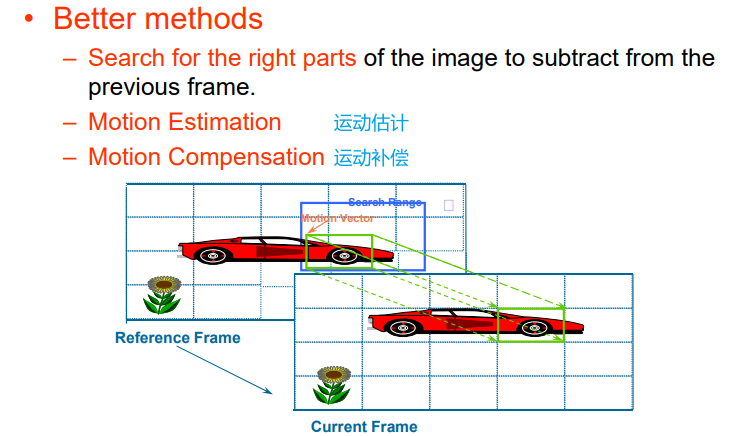 • Better methods
– Search for the right parts of the image to subtract from the
previous frame.
– Motion Estimation 运动估计
– Motion Compensation 运动补偿
Search Range
Motion Vector
Reference Frame
Current Frame